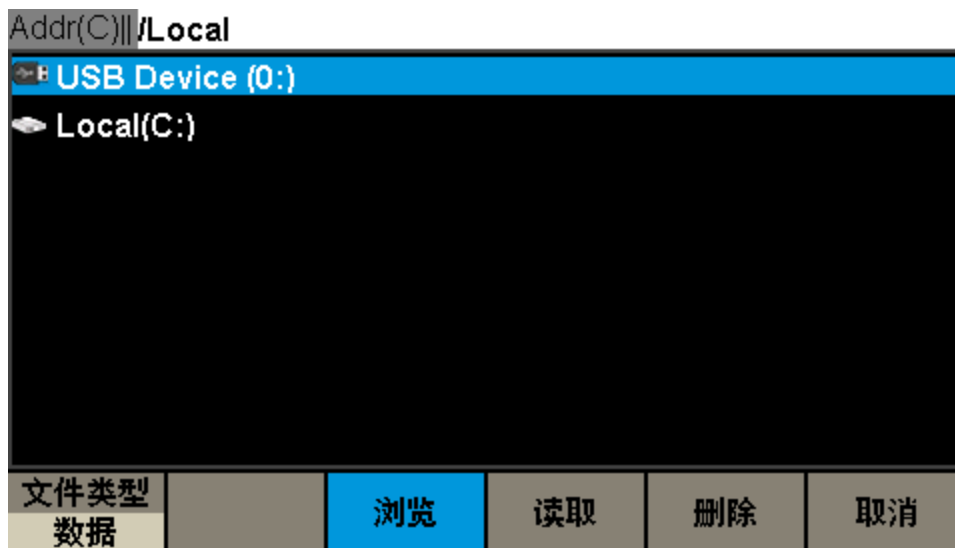 Addr(C)||/Local
USB Device (0:)
Local(C:)
文件类型
数据
浏览
读取
删除
取消